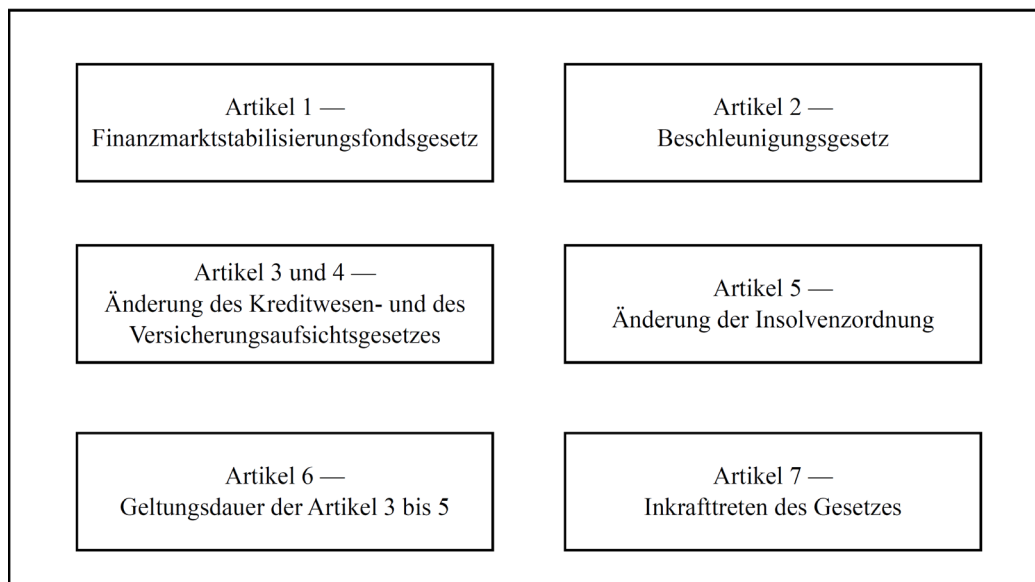 Artikel 1 —
Finanzmarktstabilisierungsfondsgesetz
Artikel 2 —
Beschleunigungsgesetz
Artikel 3 und 4 —
Änderung des Kreditwesen- und des
Versicherungsaufsichtsgesetzes
Artikel 5 —
Änderung der Insolvenzordnung
Artikel 6 —
Geltungsdauer der Artikel 3 bis 5
Artikel 7 —
Inkrafttreten des Gesetzes